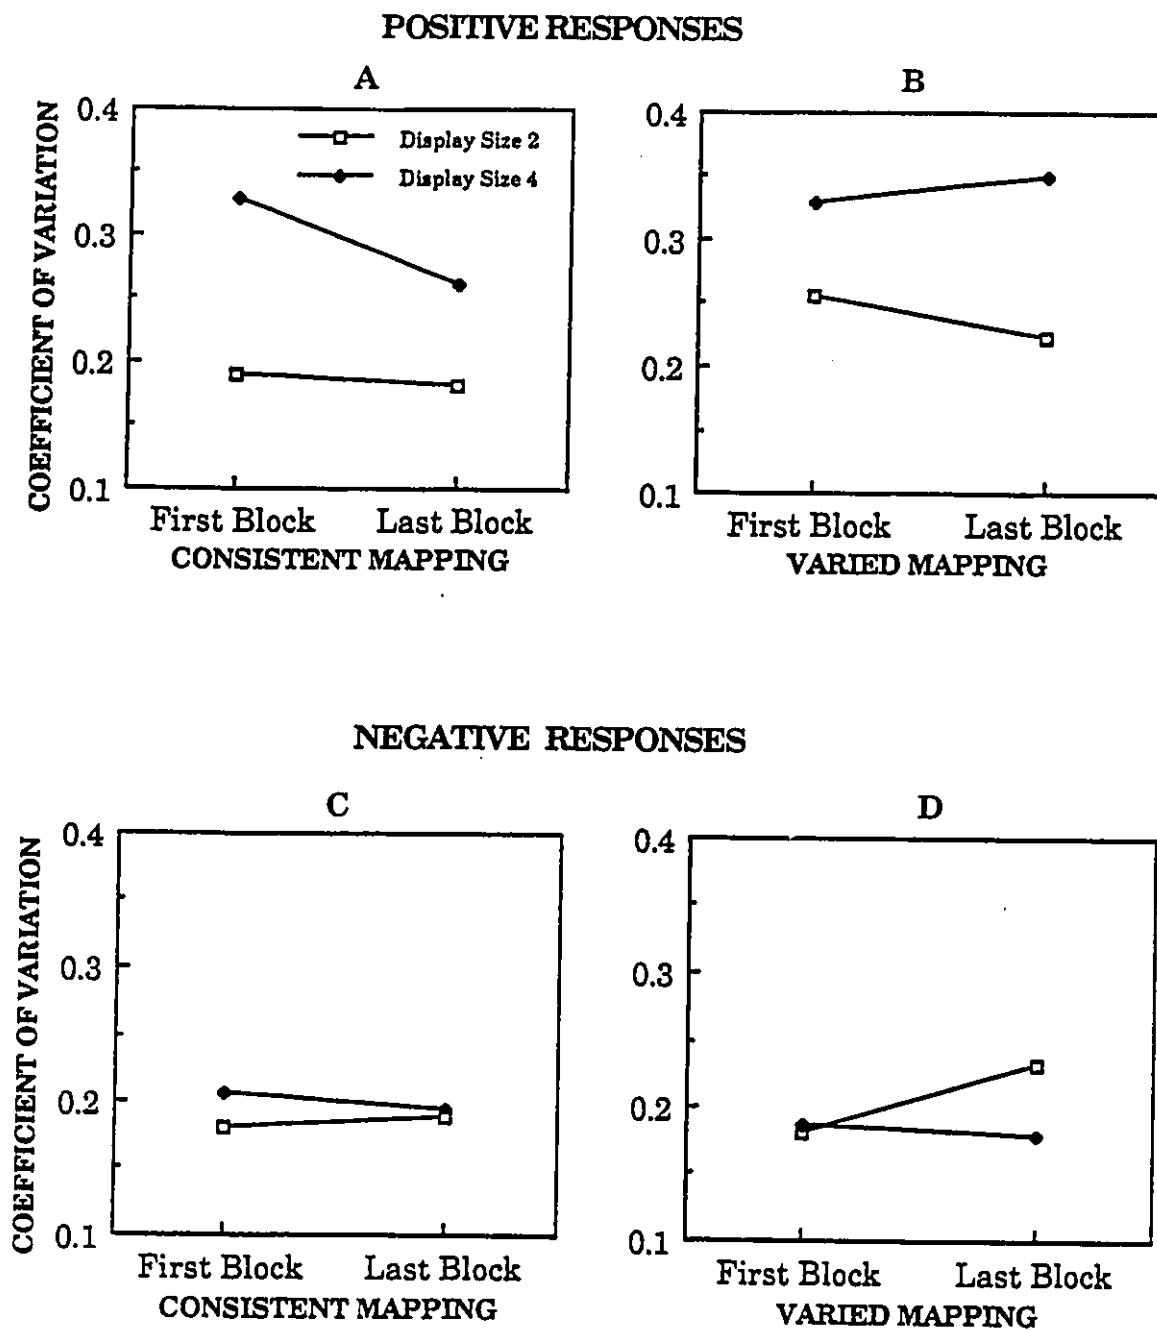 POSITIVE RESPONSES
A
COEFFICIENT OF VARIATION
0.4
0.3
0.2
0.1
Display Size 2
Display Size 4
First Block Last Block
CONSISTENT MAPPING
B
0.4
0.3
0.2
0.1
First Block Last Block
VARIED MAPPING
NEGATIVE RESPONSES
C
COEFFICIENT OF VARIATION
0.4
0.3
0.2
0.1
First Block Last Block
CONSISTENT MAPPING
D
0.4
0.3
0.2
0.1
First Block Last Block
VARIED MAPPING